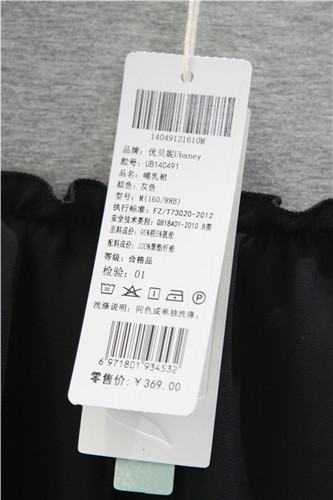 14049121610M
品牌：优贝妮Ubaney
款号：UB140491
品名：哺乳裙
颜色：灰色
型号：M(160/88B)
执行标准：FZ/T73020-2012
安全技术类别：GB18401-2010 B类
面料成份：95%棉5%氨纶
配料成份：100%聚酯纤维
等级：合格品
检验：01
洗涤说明：同色或单独洗涤。
6971801934532
零售价：￥369.00